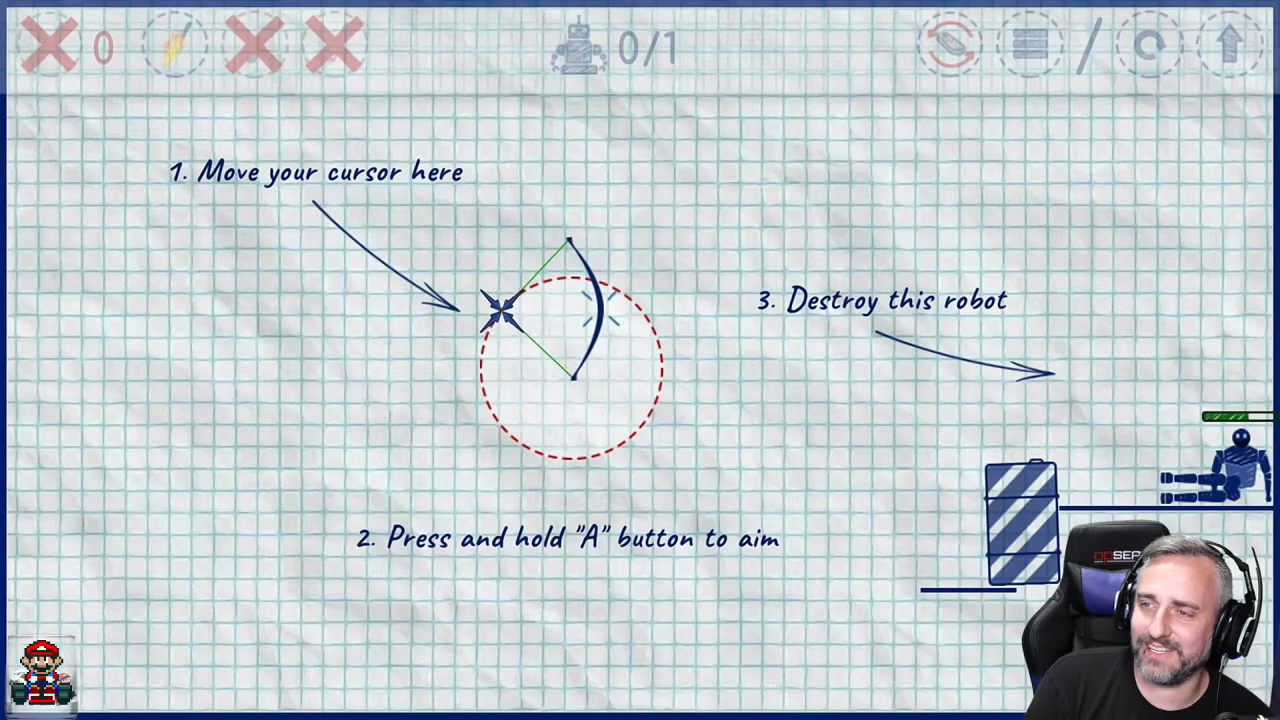 0
0/1
1. Move your cursor here
3. Destroy this robot
2. Press and hold "A" button to aim
OPSEAT